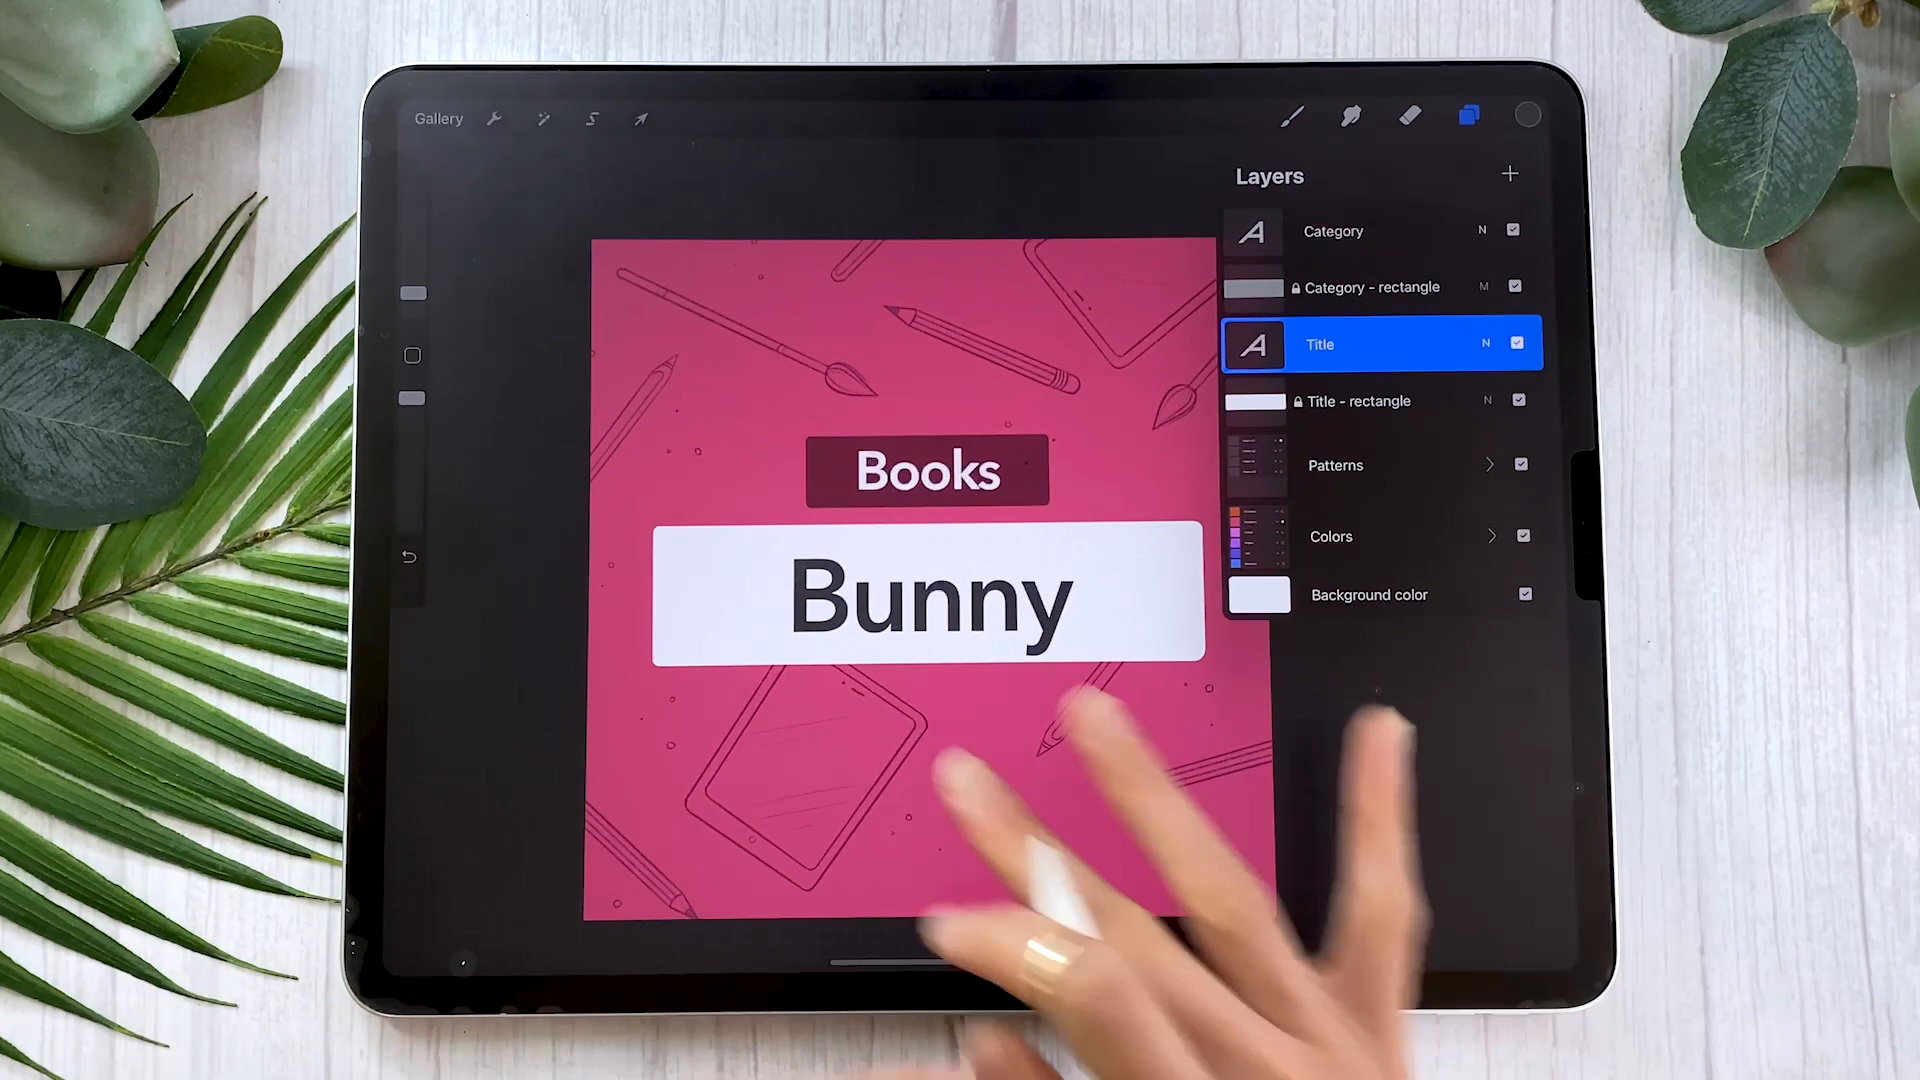 Gallery
Layers
Category N
Category - rectangle M
Title N
Title - rectangle N
Patterns
Colors
Background color
Books
Bunny